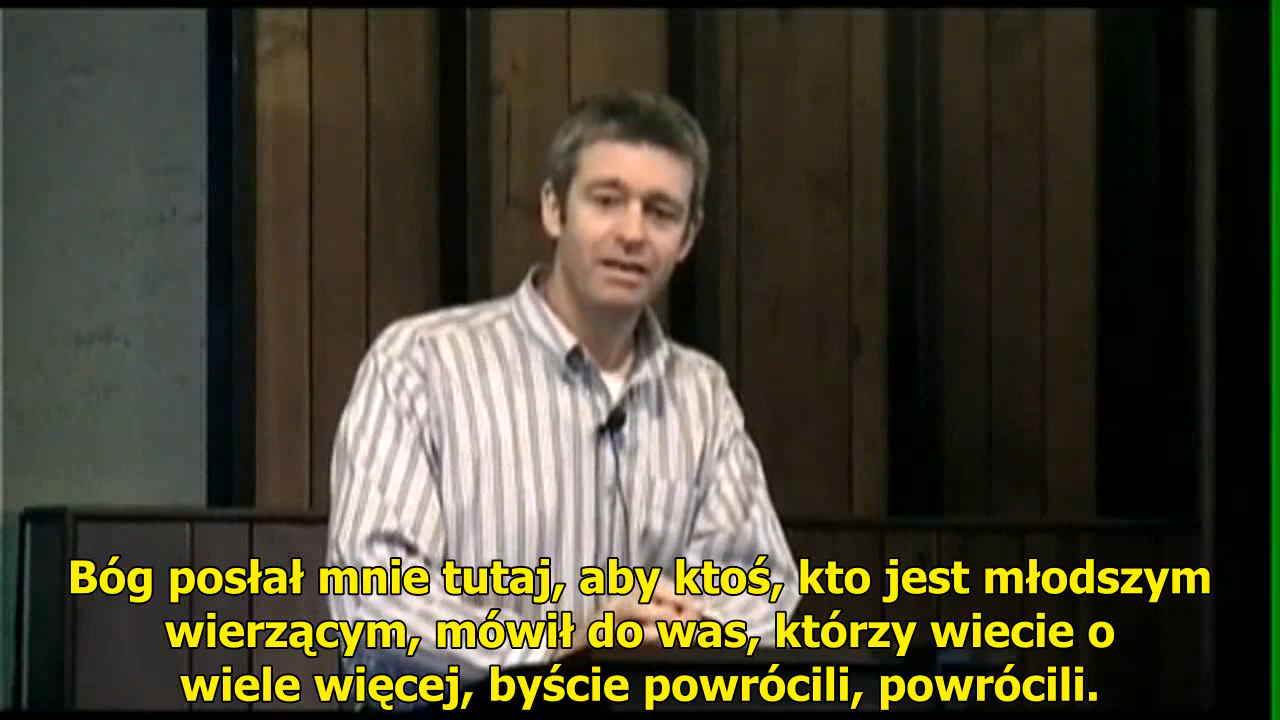 Bóg posłał mnie tutaj, aby ktoś, kto jest młodszym
wierzącym, mówił do was, którzy wiecie o
wiele więcej, byście powrócili, powrócili.